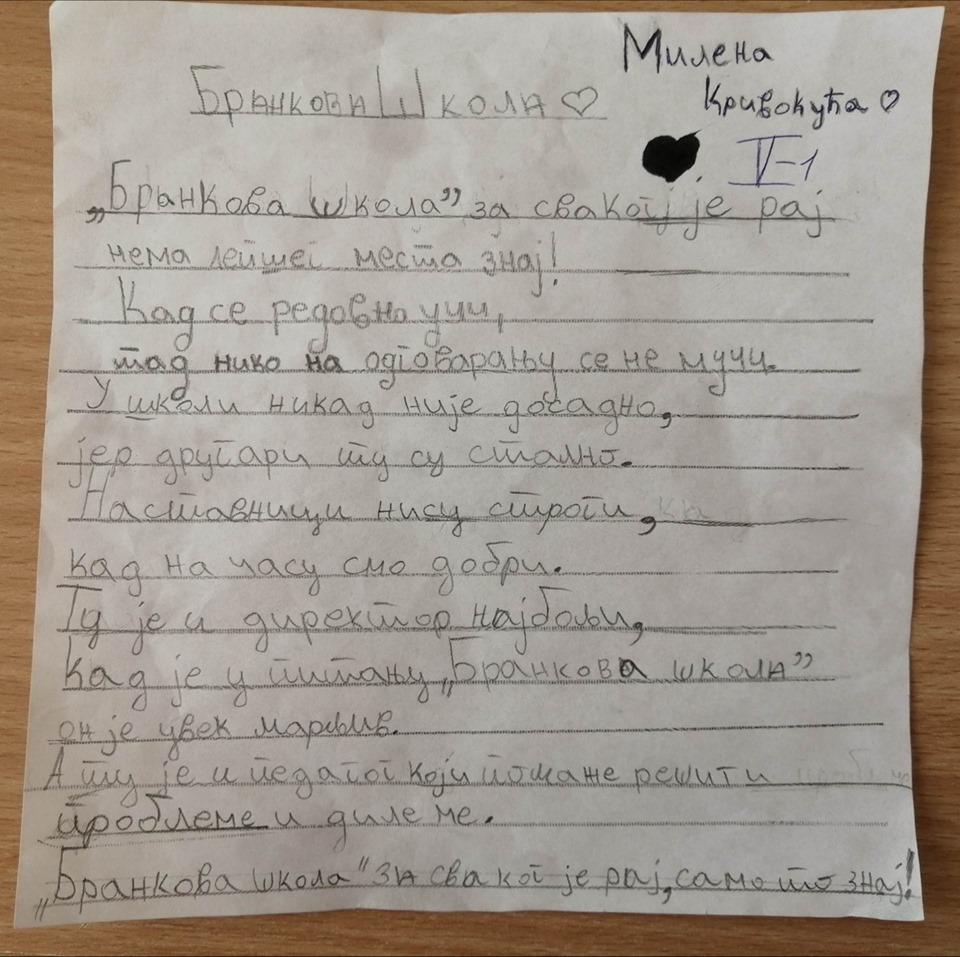 Милена
Бранкова Школа ♡
Кривокућа ♡
V-1
„Бранкова школа” за сваког је рај
нема лепшег места знај!
Кад се редовно учи,
тад нико на одговарању се не мучи.
У школи никад није досадно,
јер другари ту су стално.
Наставници нису строги,
кад на часу смо добри.
Ту је и директор најбољи,
Кад је у питању „Бранкова школа”
он је увек марљив.
А ту је и педагог који помаже решити
проблеме и дилеме.
„Бранкова школа” за сваког је рај, само то знај!